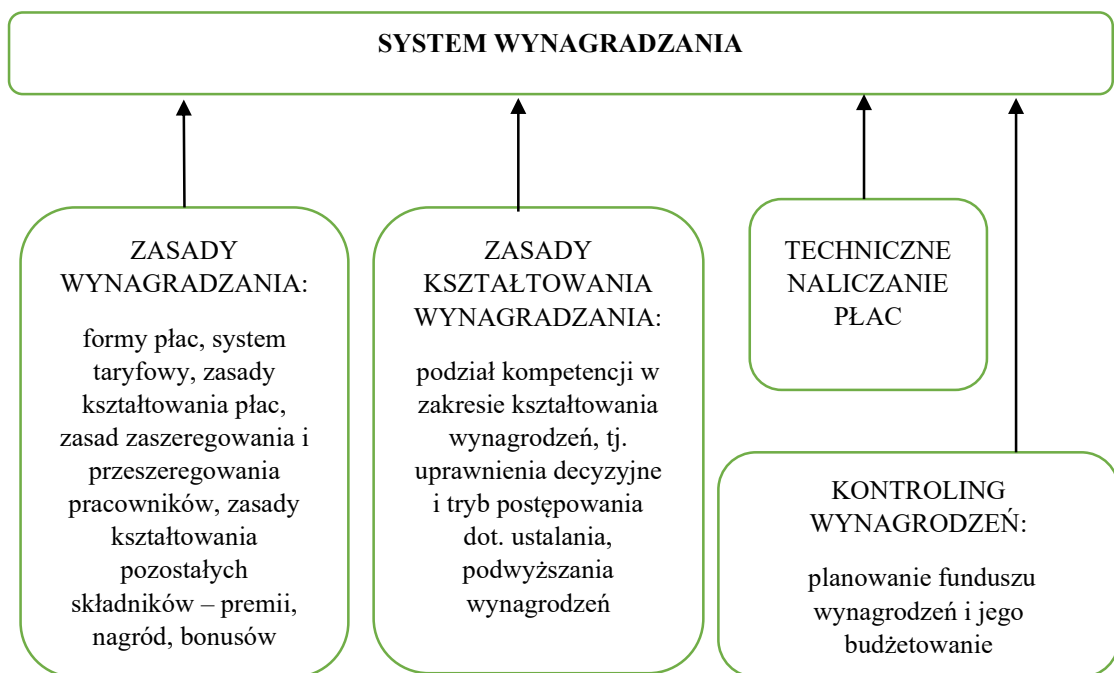 SYSTEM WYNAGRADZANIA
ZASADY
WYNAGRADZANIA:
formy płac, system
taryfowy, zasady
kształtowania płac,
zasad zaszeregowania i
przeszeregowania
pracowników, zasady
kształtowania
pozostałych
składników – premii,
nagród, bonusów
ZASADY
KSZTAŁTOWANIA
WYNAGRADZANIA:
podział kompetencji w
zakresie kształtowania
wynagrodzeń, tj.
uprawnienia decyzyjne
i tryb postępowania
dot. ustalania,
podwyższania
wynagrodzeń
TECHNICZNE
NALICZANIE
PŁAC
KONTROLING
WYNAGRODZEŃ:
planowanie funduszu
wynagrodzeń i jego
budżetowanie